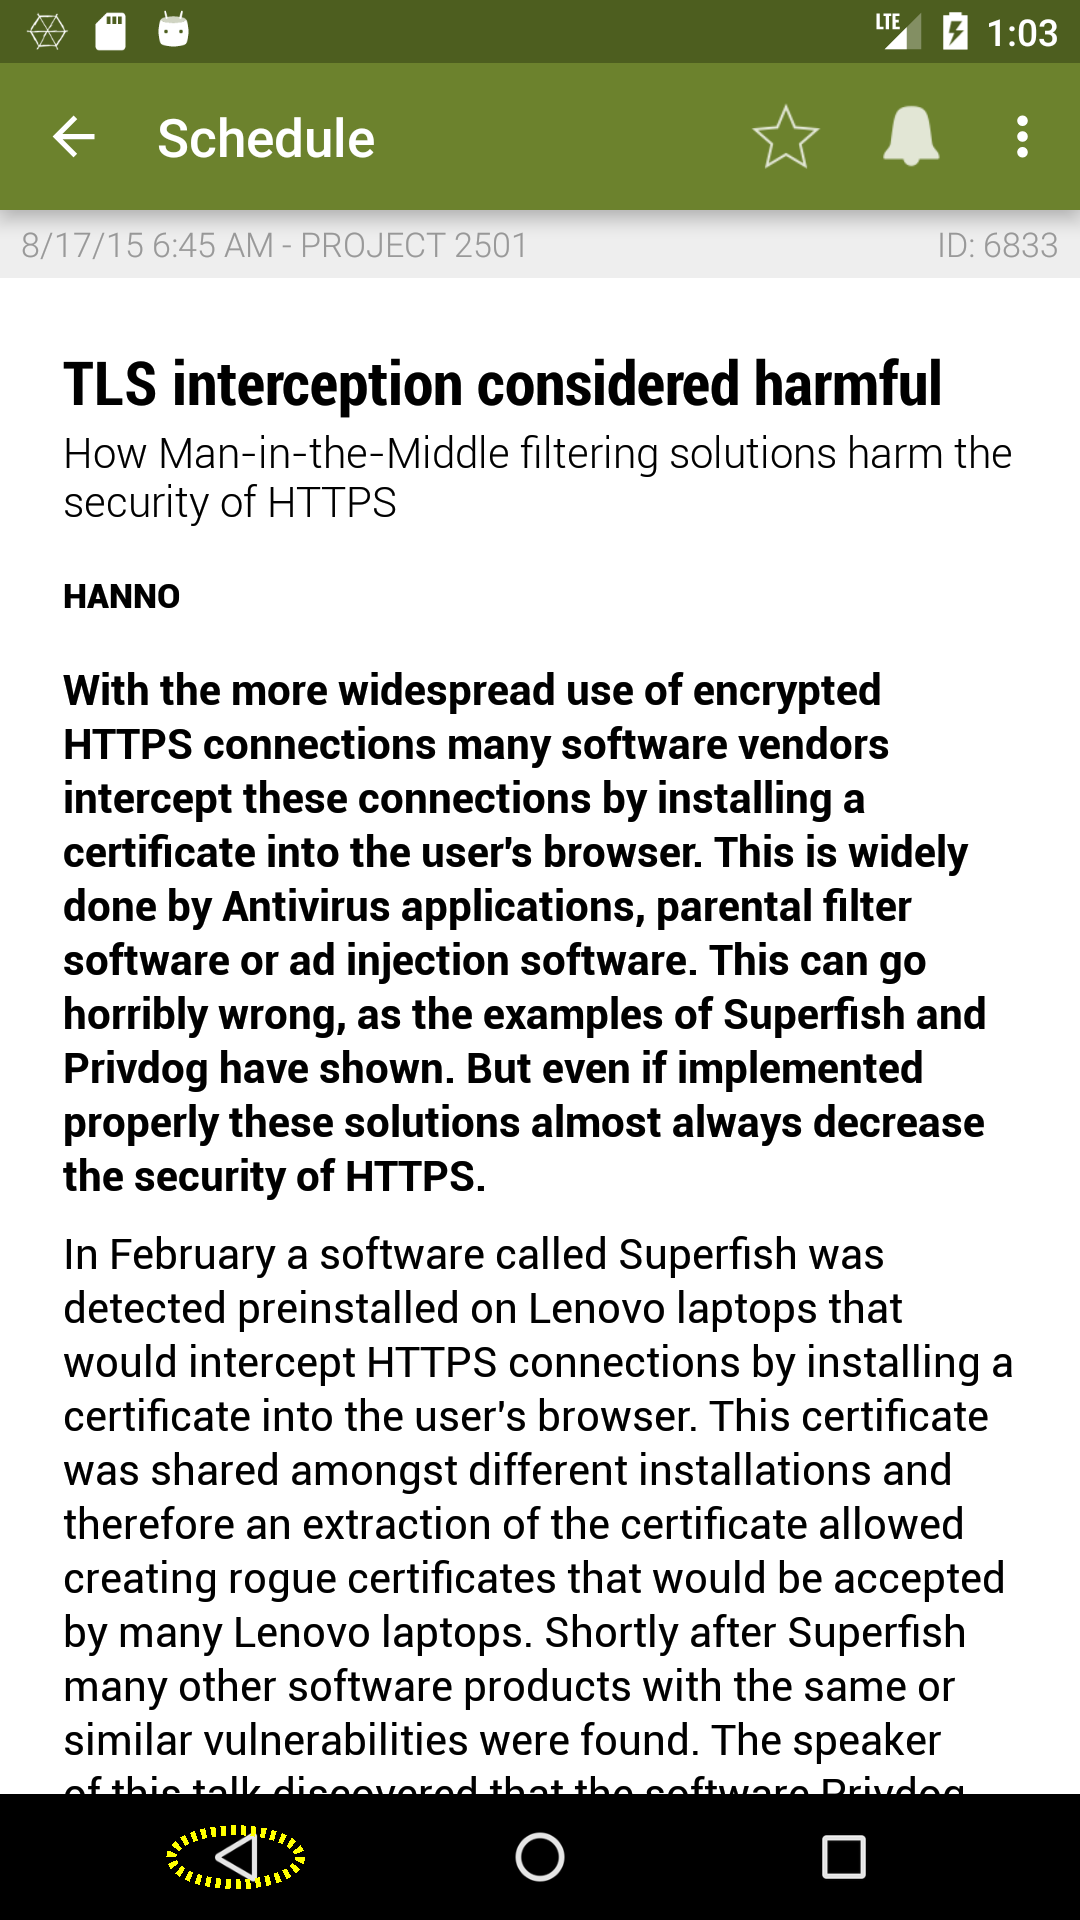 LTE 1:03
Schedule
8/17/15 6:45 AM - PROJECT 2501 ID: 6833
TLS interception considered harmful
How Man-in-the-Middle filtering solutions harm the
security of HTTPS
HANNO
With the more widespread use of encrypted
HTTPS connections many software vendors
intercept these connections by installing a
certificate into the user's browser. This is widely
done by Antivirus applications, parental filter
software or ad injection software. This can go
horribly wrong, as the examples of Superfish and
Privdog have shown. But even if implemented
properly these solutions almost always decrease
the security of HTTPS.
In February a software called Superfish was
detected preinstalled on Lenovo laptops that
would intercept HTTPS connections by installing a
certificate into the user's browser. This certificate
was shared amongst different installations and
therefore an extraction of the certificate allowed
creating rogue certificates that would be accepted
by many Lenovo laptops. Shortly after Superfish
many other software products with the same or
similar vulnerabilities were found. The speaker
of this talk discovered that the software Privdog